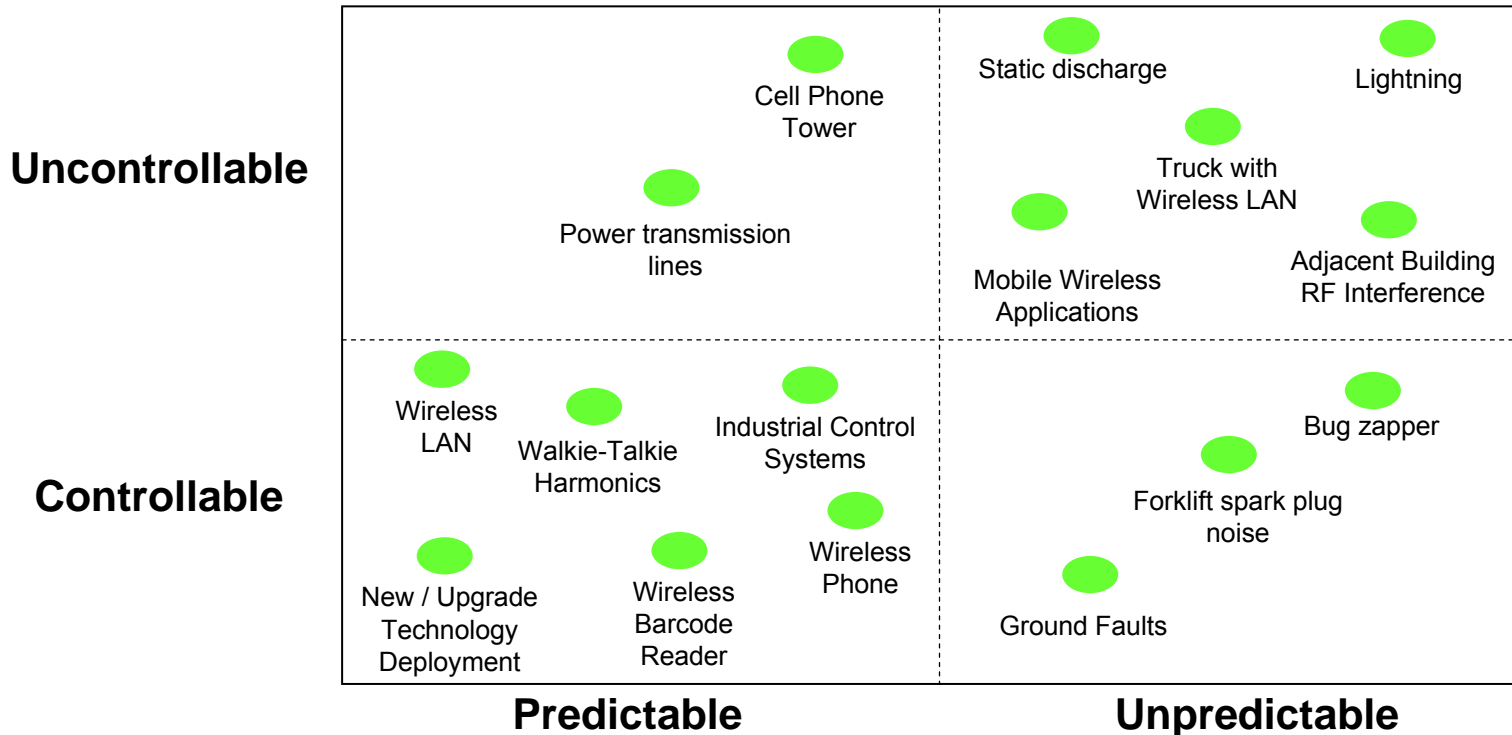 Static discharge
Lightning
Cell Phone
Tower
Uncontrollable
Truck with
Wireless LAN
Power transmission
lines
Mobile Wireless
Applications
Adjacent Building
RF Interference
Wireless
LAN
Walkie-Talkie
Harmonics
Industrial Control
Systems
Bug zapper
Controllable
Forklift spark plug
noise
Wireless
Phone
New / Upgrade
Technology
Deployment
Wireless
Barcode
Reader
Ground Faults
Predictable
Unpredictable